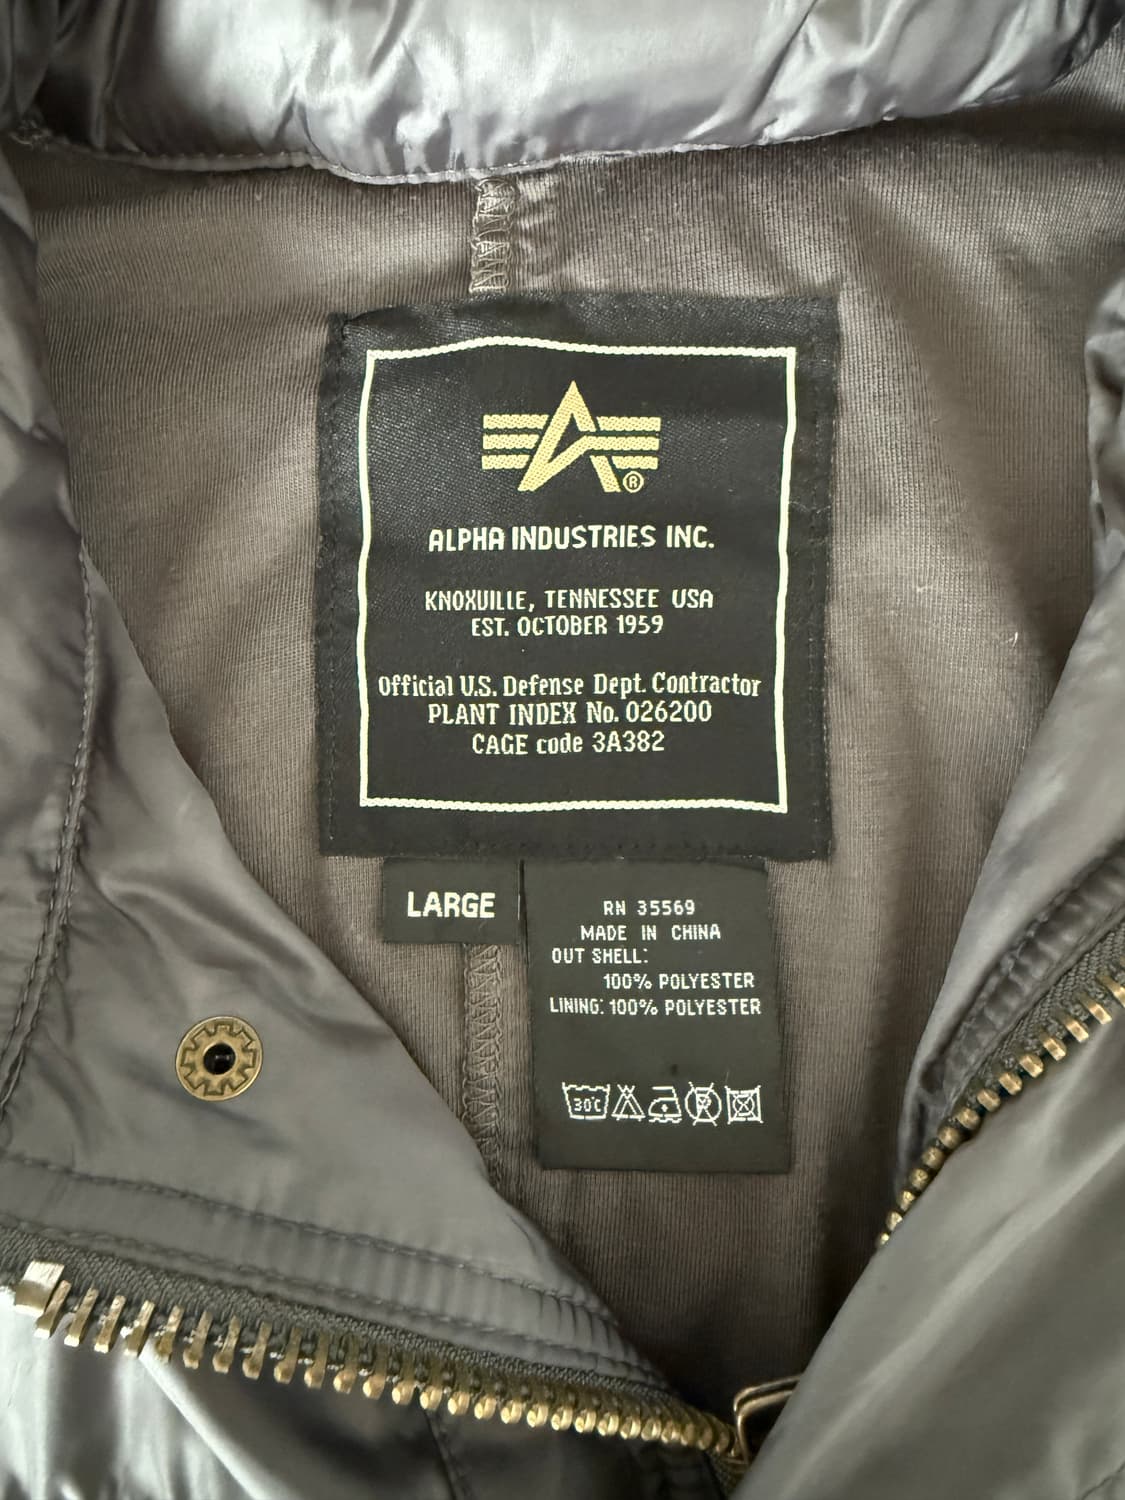 ®
ALPHA INDUSTRIES INC.
KNOXVILLE, TENNESSEE USA
EST. OCTOBER 1959
Official U.S. Defense Dept. Contractor
PLANT INDEX No. 026200
CAGE code 3A382
LARGE
RN 35569
MADE IN CHINA
OUT SHELL:
100% POLYESTER
LINING: 100% POLYESTER
30C